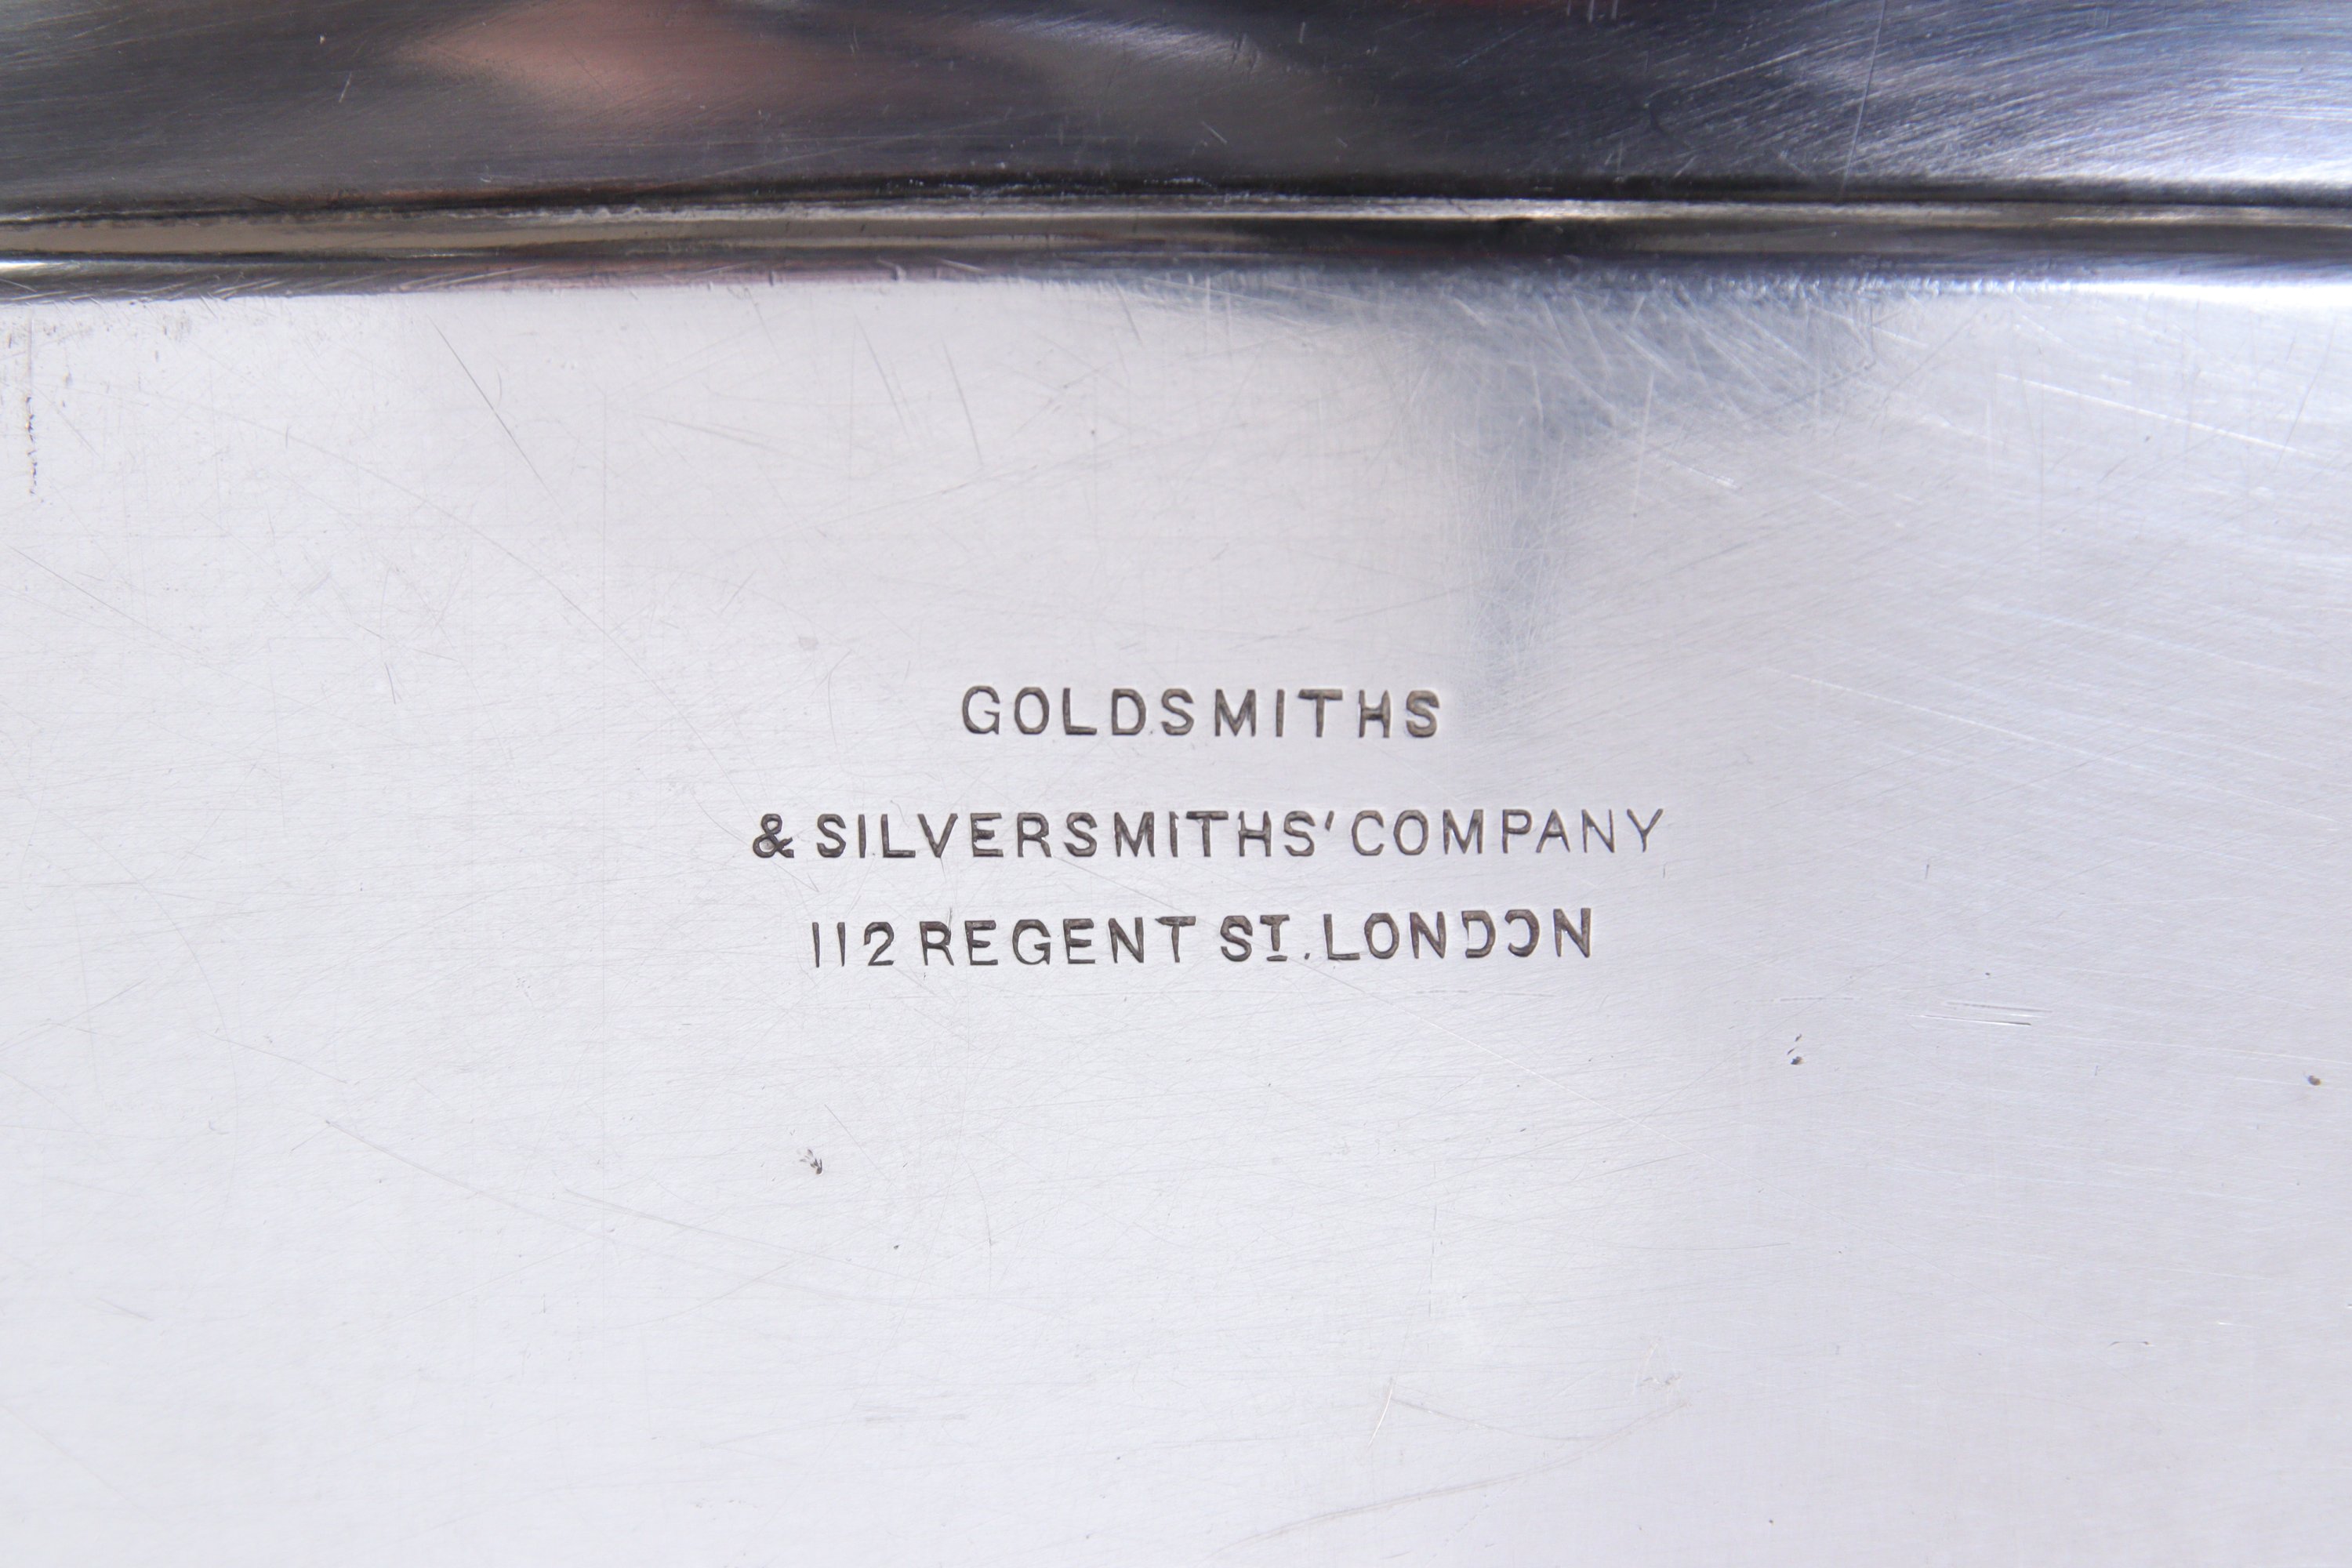 GOLDSMITHS
& SILVERSMITHS' COMPANY
112 REGENT ST. LONDON